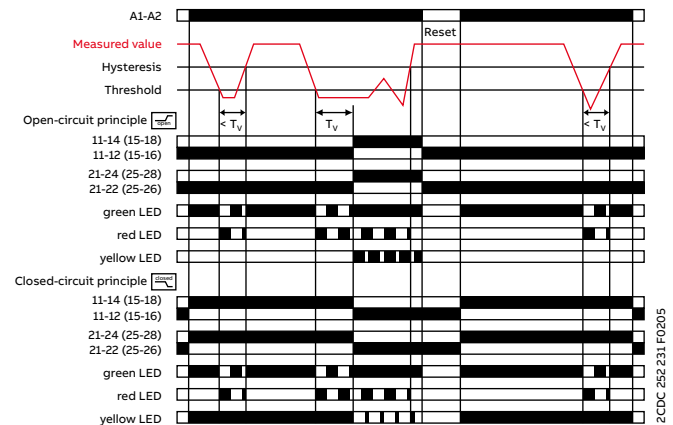 A1-A2
Reset
Measured value
Hysteresis
Threshold
Open-circuit principle open
< Tv
Tv
< Tv
11-14 (15-18)
11-12 (15-16)
21-24 (25-28)
21-22 (25-26)
green LED
red LED
yellow LED
Closed-circuit principle closed
11-14 (15-18)
11-12 (15-16)
21-24 (25-28)
21-22 (25-26)
green LED
red LED
yellow LED
2CDC 252 231 F0205